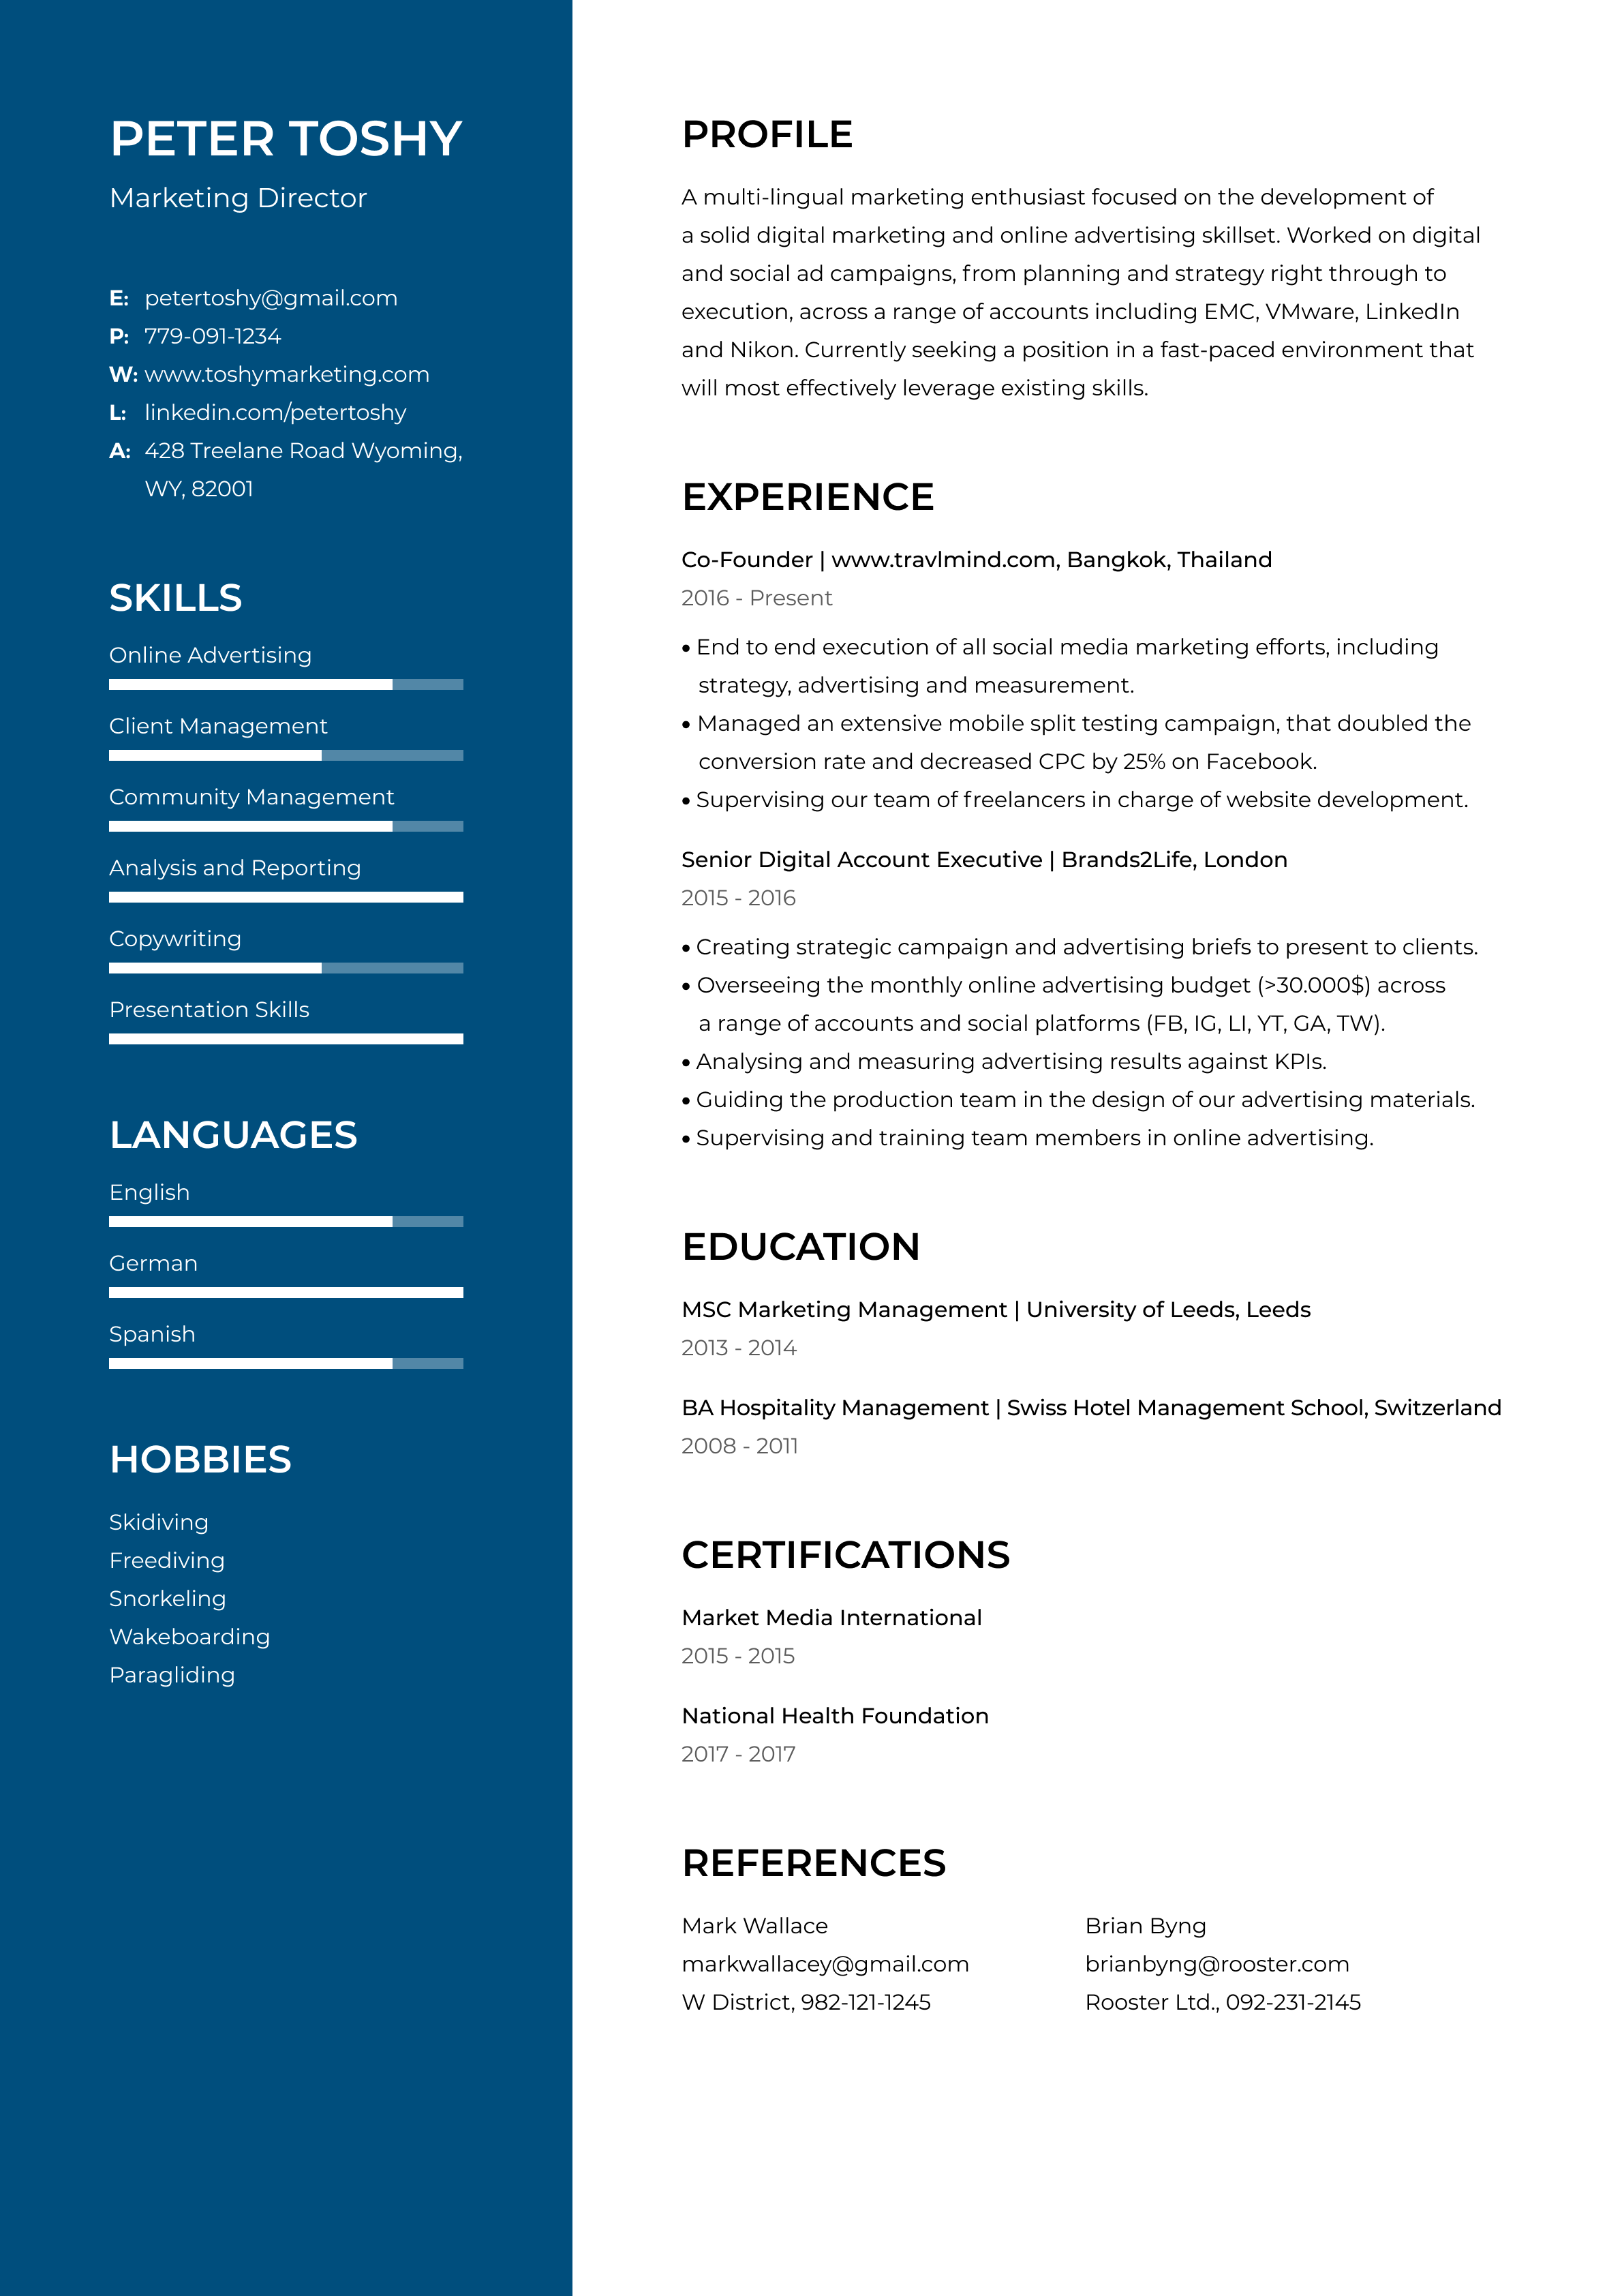 PETER TOSHY
Marketing Director
E: petertoshy@gmail.com
P: 779-091-1234
W: www.toshymarketing.com
L: linkedin.com/petertoshy
A: 428 Treelane Road Wyoming,
WY, 82001
SKILLS
Online Advertising
Client Management
Community Management
Analysis and Reporting
Copywriting
Presentation Skills
LANGUAGES
English
German
Spanish
HOBBIES
Skidiving
Freediving
Snorkeling
Wakeboarding
Paragliding
PROFILE
A multi-lingual marketing enthusiast focused on the development of
a solid digital marketing and online advertising skillset. Worked on digital
and social ad campaigns, from planning and strategy right through to
execution, across a range of accounts including EMC, VMware, LinkedIn
and Nikon. Currently seeking a position in a fast-paced environment that
will most effectively leverage existing skills.
EXPERIENCE
Co-Founder | www.travlmind.com, Bangkok, Thailand
2016 - Present
• End to end execution of all social media marketing efforts, including
strategy, advertising and measurement.
• Managed an extensive mobile split testing campaign, that doubled the
conversion rate and decreased CPC by 25% on Facebook.
• Supervising our team of freelancers in charge of website development.
Senior Digital Account Executive | Brands2Life, London
2015 - 2016
• Creating strategic campaign and advertising briefs to present to clients.
• Overseeing the monthly online advertising budget (>30.000$) across
a range of accounts and social platforms (FB, IG, LI, YT, GA, TW).
• Analysing and measuring advertising results against KPIs.
• Guiding the production team in the design of our advertising materials.
• Supervising and training team members in online advertising.
EDUCATION
MSC Marketing Management | University of Leeds, Leeds
2013 - 2014
BA Hospitality Management | Swiss Hotel Management School, Switzerland
2008 - 2011
CERTIFICATIONS
Market Media International
2015 - 2015
National Health Foundation
2017 - 2017
REFERENCES
Mark Wallace
markwallacey@gmail.com
W District, 982-121-1245
Brian Byng
brianbyng@rooster.com
Rooster Ltd., 092-231-2145